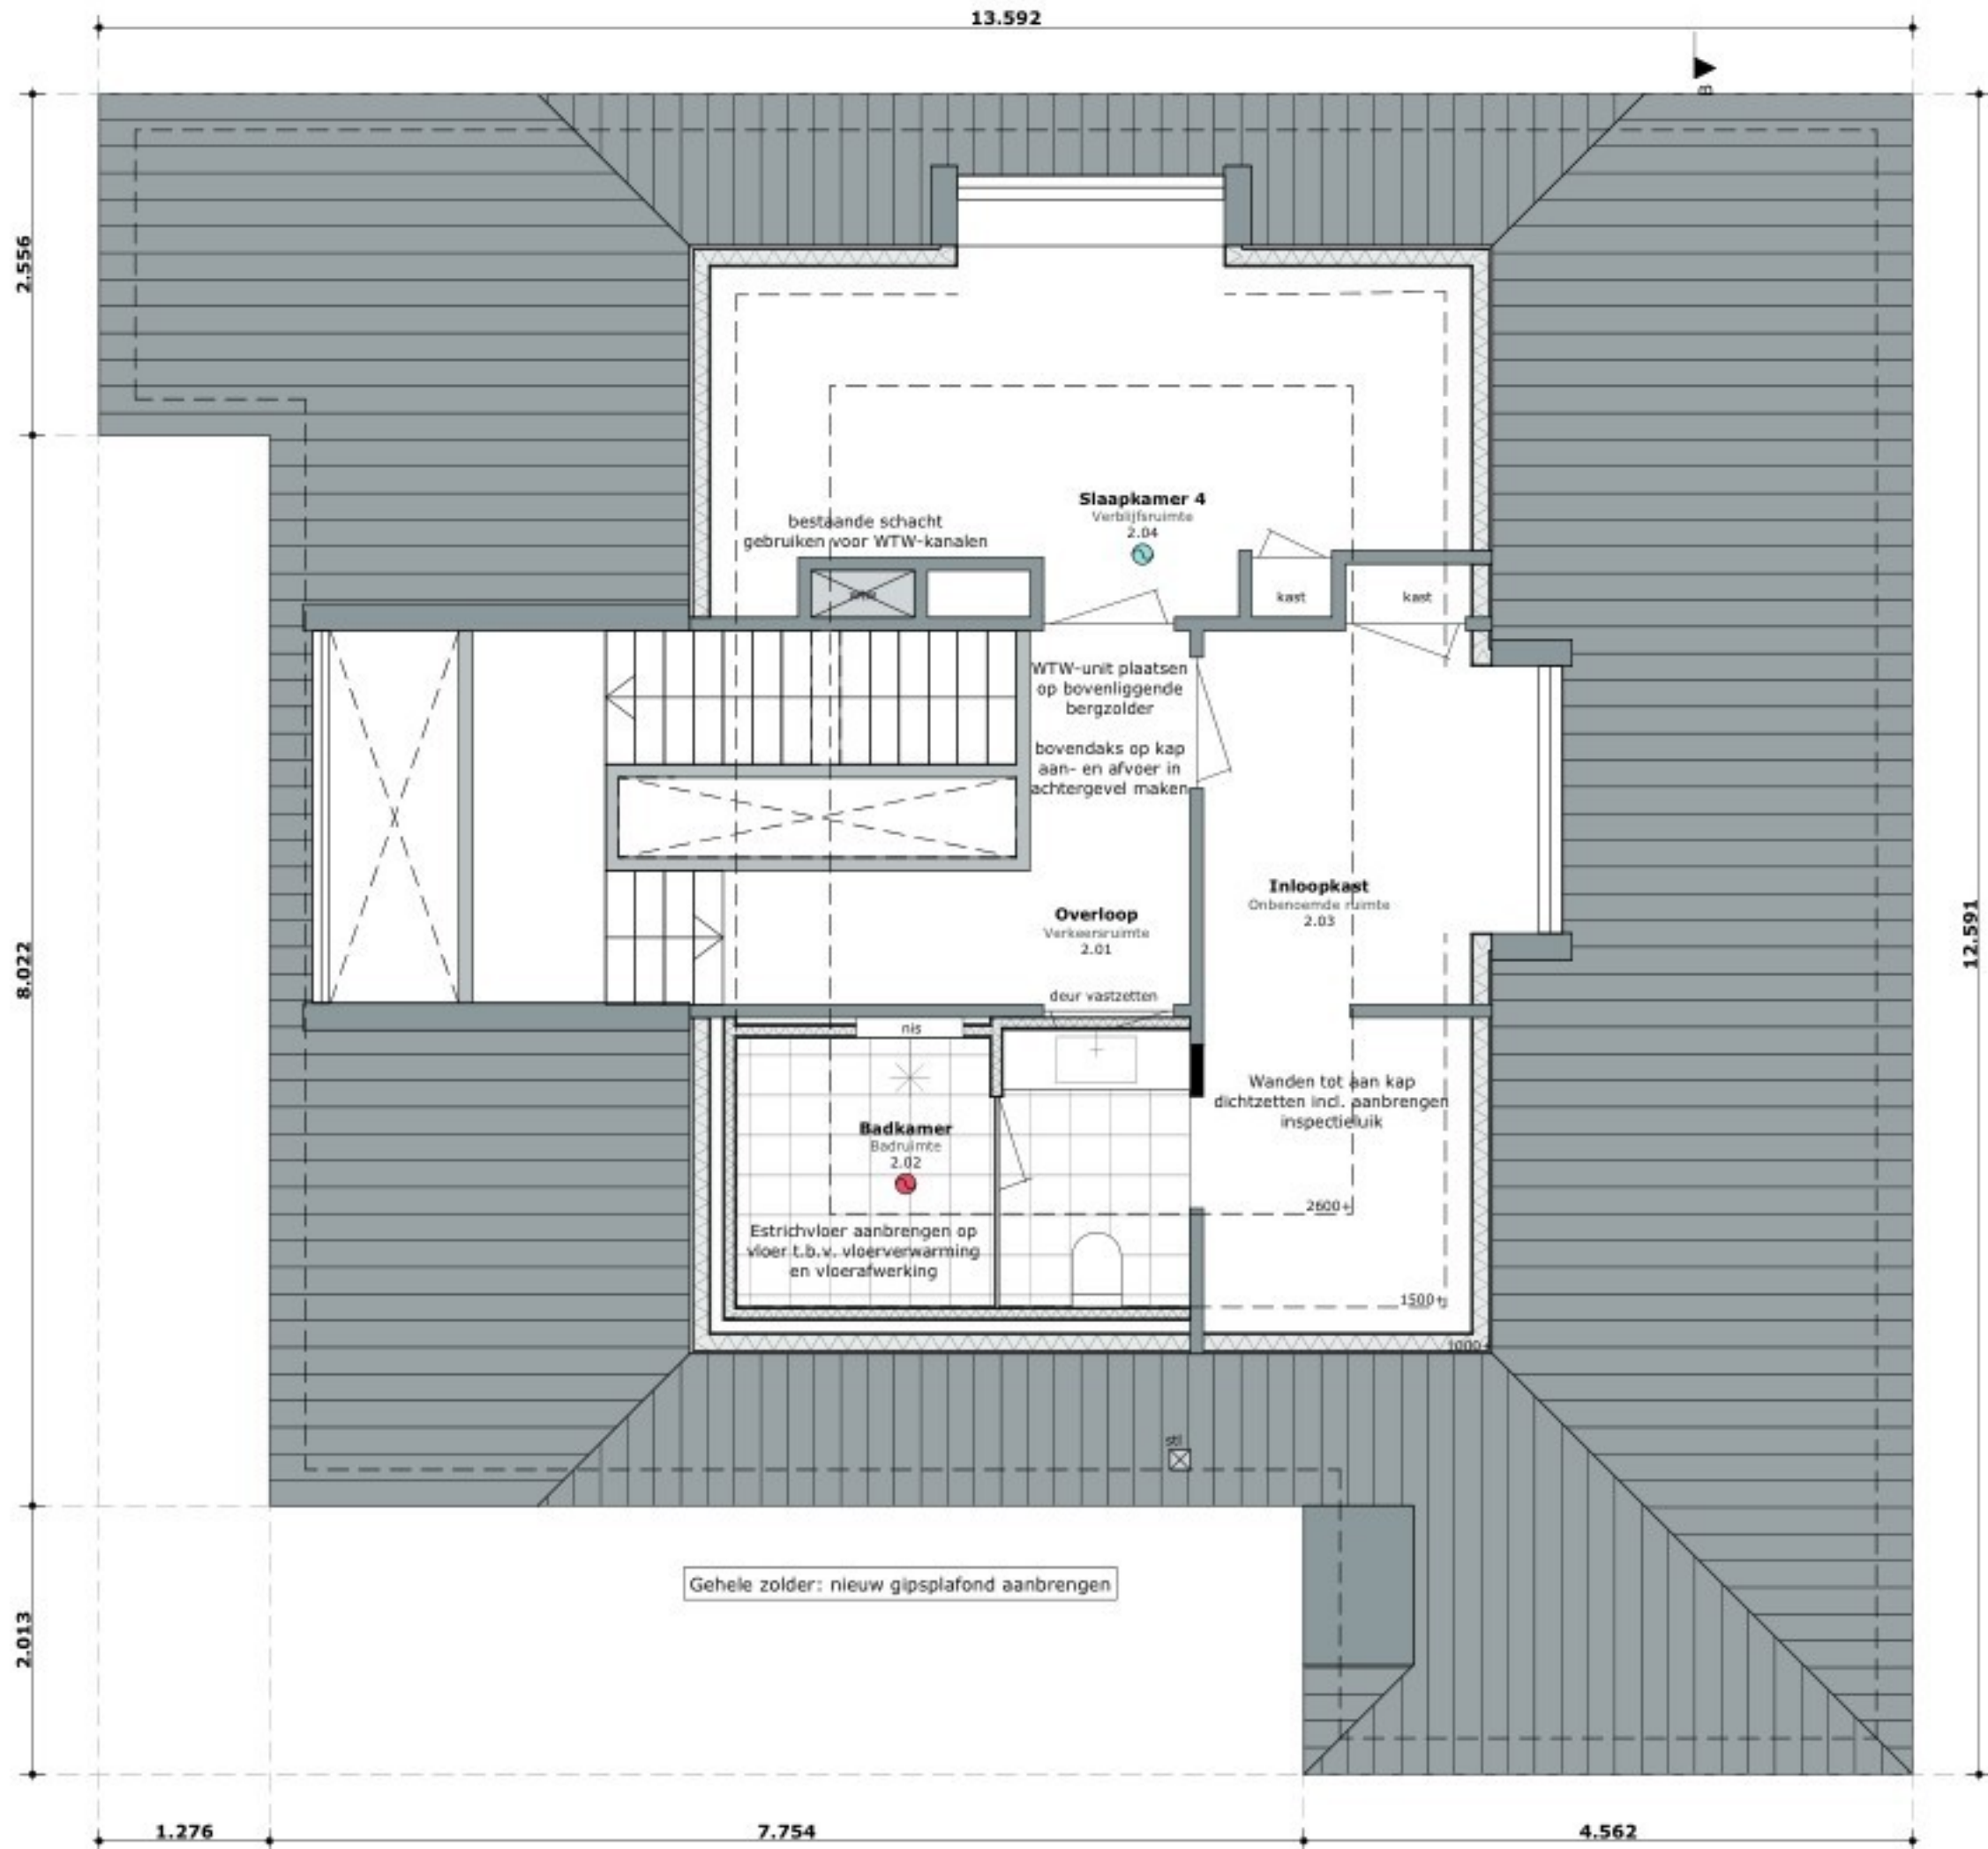 13.592
B
2.556
Slaapkamer 4
Verblijfsruimte
2.04
bestaande schacht
gebruiken voor WTW-kanalen
kast
kast
WTW-unit plaatsen
op bovenliggende
bergzolder
bovendaks op kap
aan- en afvoer in
achtergevel maken
Inloopkast
Onbenoemde ruimte
2.03
Overloop
Verkeersruimte
2.01
8.022
12.591
deur vastzetten
nis
Wanden tot aan kap
dichtzetten incl. aanbrengen
inspectieluik
Badkamer
Badruimte
2.02
2600+
Estrichvloer aanbrengen op
vloer t.b.v. vloerverwarming
en vloerafwerking
1500+
1000+
stl
Gehele zolder: nieuw gipsplafond aanbrengen
2.013
1.276
7.754
4.562